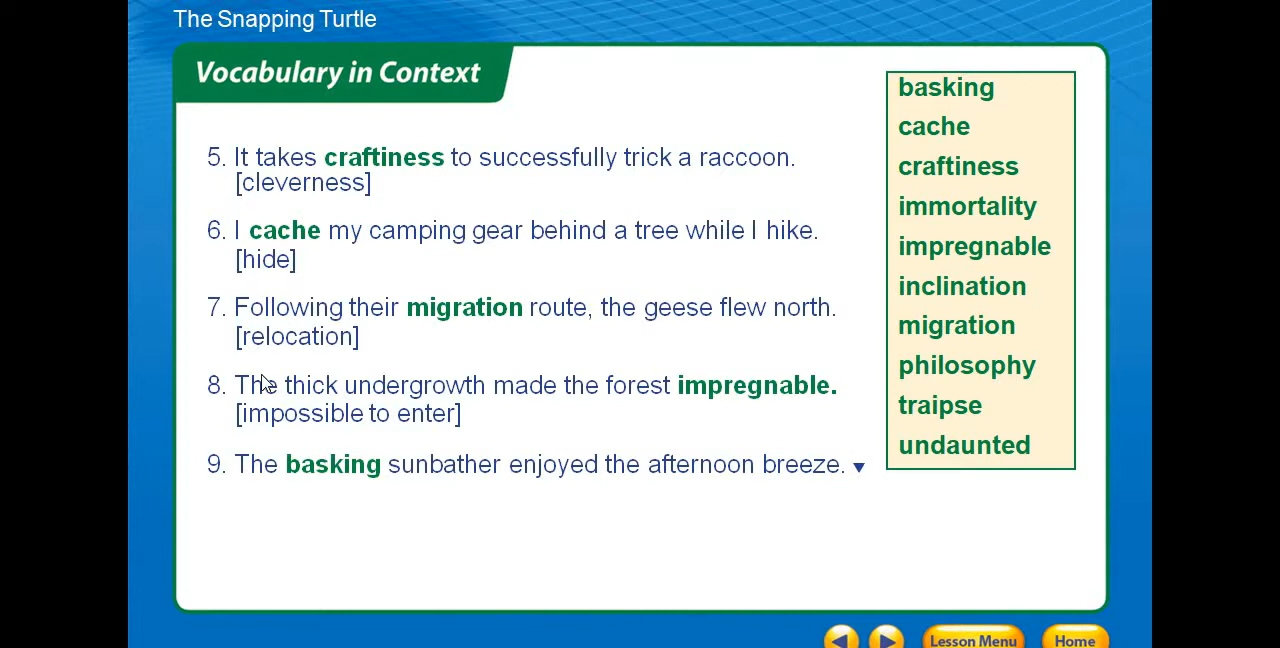 The Snapping Turtle
Vocabulary in Context
5. It takes craftiness to successfully trick a raccoon.
[cleverness]
6. I cache my camping gear behind a tree while I hike.
[hide]
7. Following their migration route, the geese flew north.
[relocation]
8. The thick undergrowth made the forest impregnable.
[impossible to enter]
9. The basking sunbather enjoyed the afternoon breeze.
basking
cache
craftiness
immortality
impregnable
inclination
migration
philosophy
traipse
undaunted
Lesson Menu
Home